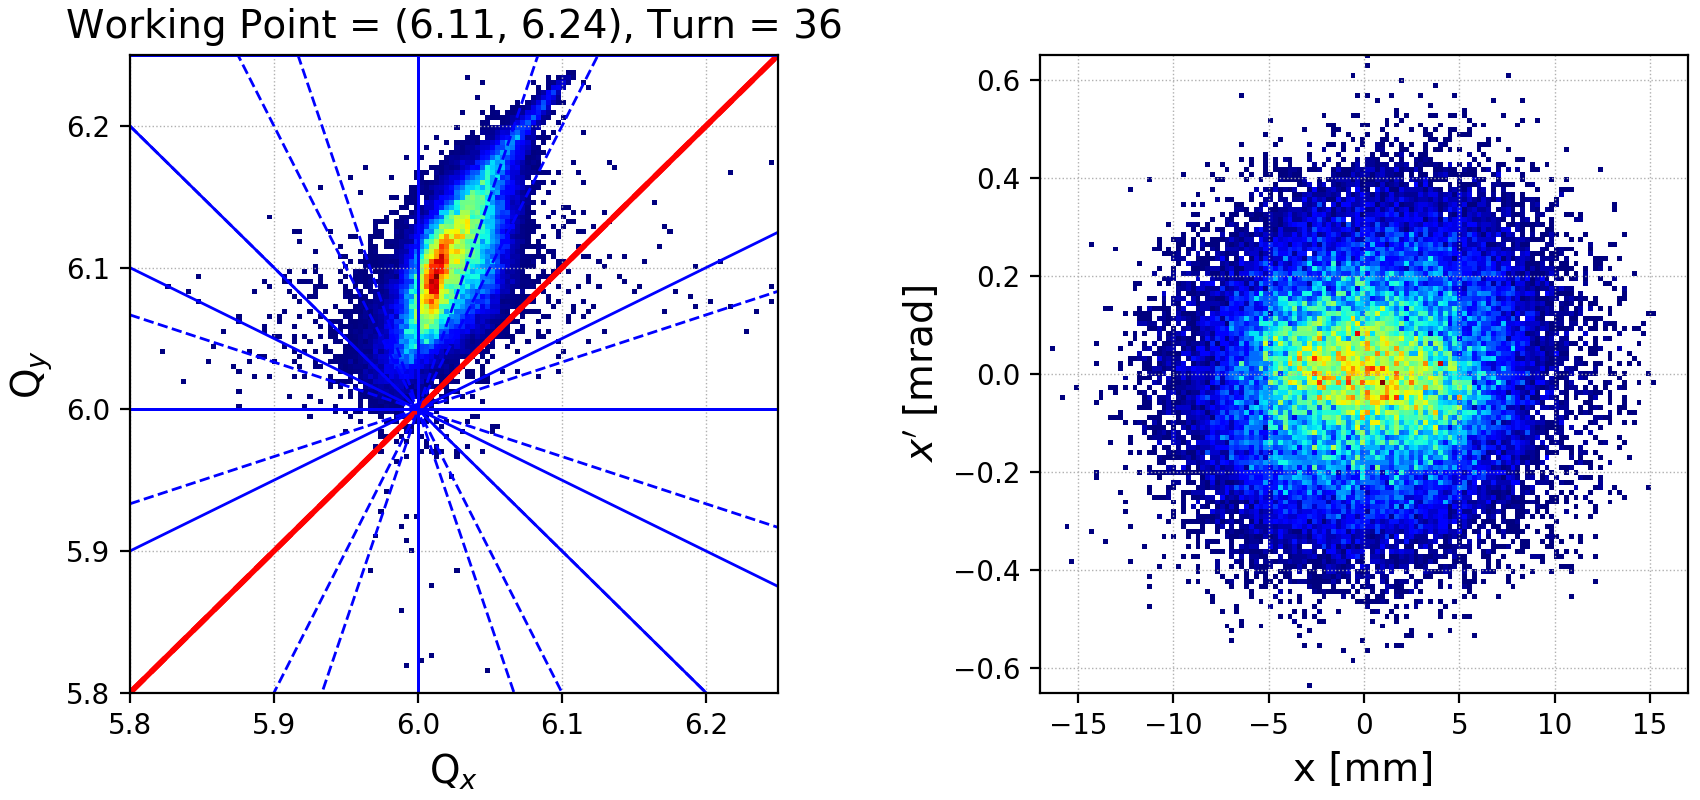 Working Point = (6.11, 6.24), Turn = 36
6.2
6.1
6.0
5.9
5.8
Q_y
5.8 5.9 6.0 6.1 6.2
Q_x
0.6
0.4
0.2
0.0
−0.2
−0.4
−0.6
x′ [mrad]
−15 −10 −5 0 5 10 15
x [mm]